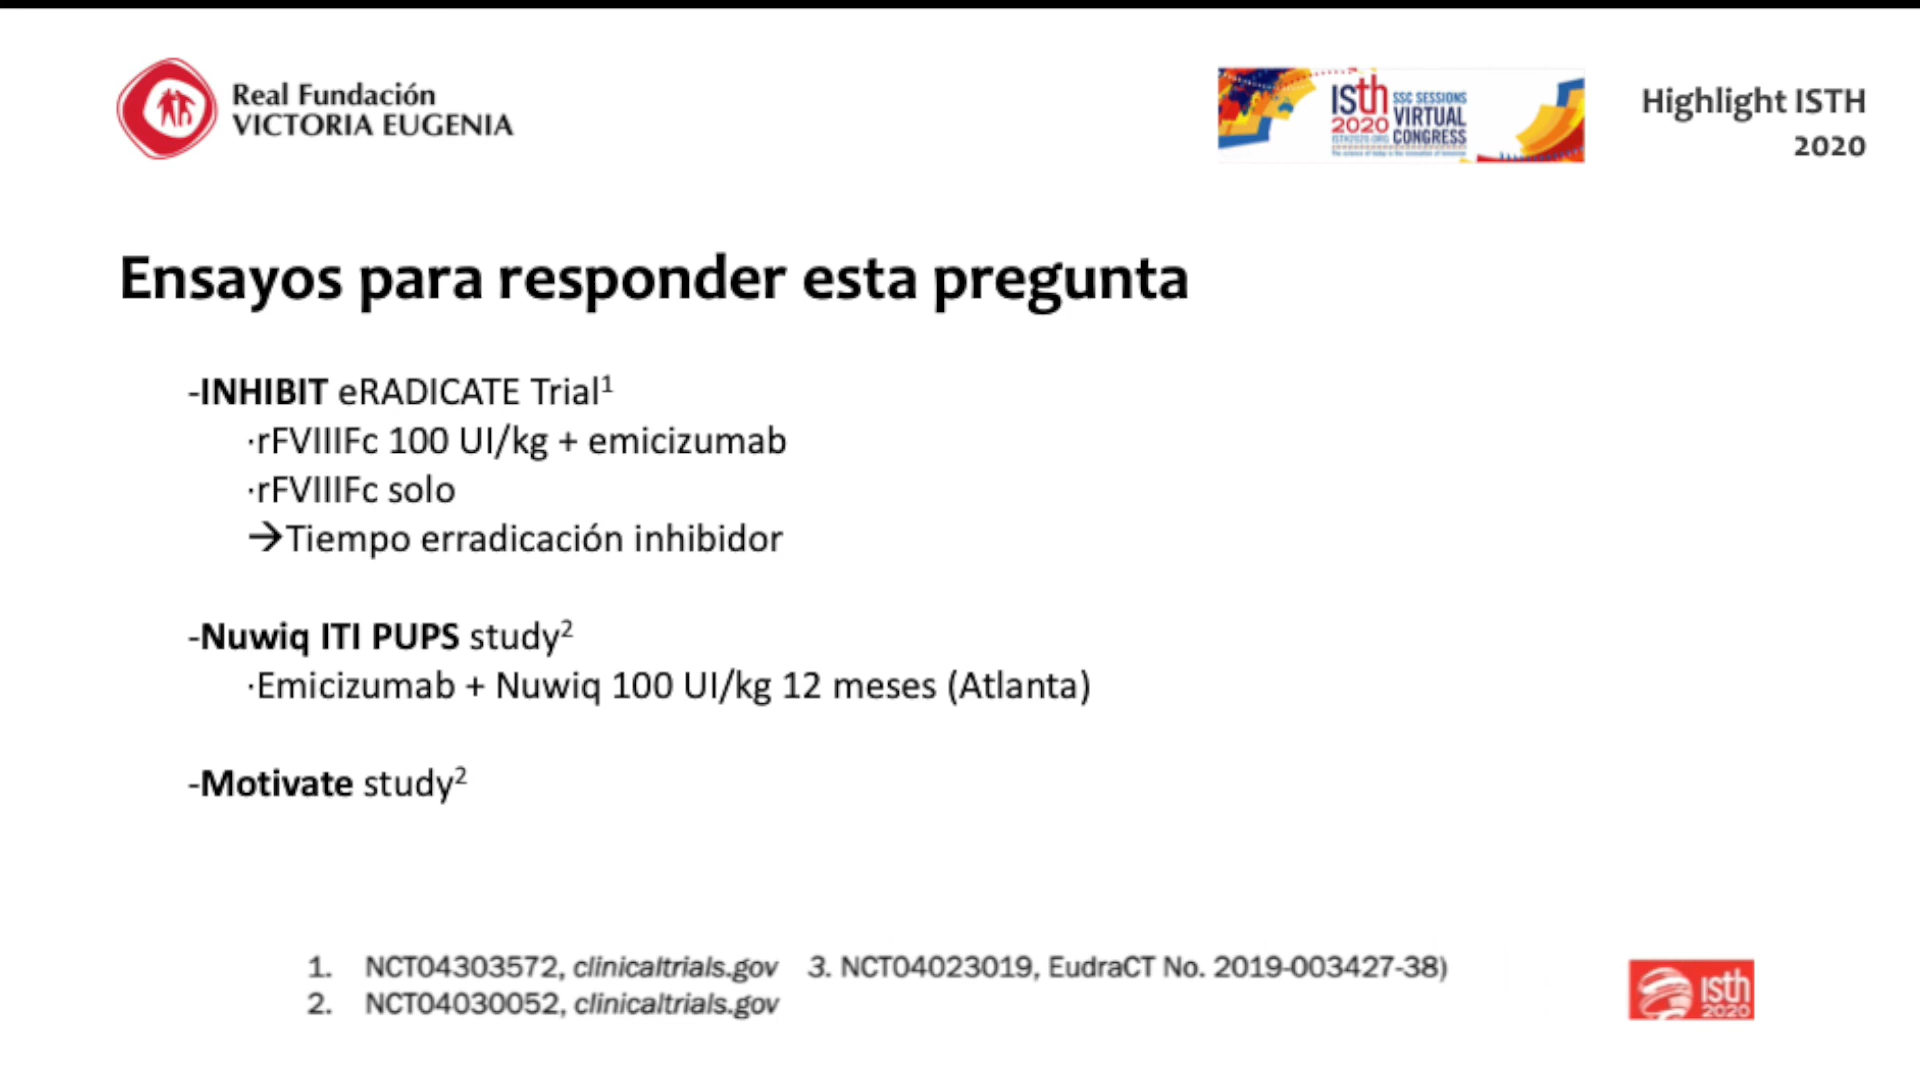 Real Fundación
VICTORIA EUGENIA
isth
2020
SSC SESSIONS
VIRTUAL
CONGRESS
ISTH2020.ORG
Highlight ISTH
2020
Ensayos para responder esta pregunta
-INHIBIT eRADICATE Trial¹
·rFVIIIFc 100 UI/kg + emicizumab
·rFVIIIFc solo
→Tiempo erradicación inhibidor
-Nuwiq ITI PUPS study²
·Emicizumab + Nuwiq 100 UI/kg 12 meses (Atlanta)
-Motivate study²
1. NCT04303572, clinicaltrials.gov 3. NCT04023019, EudraCT No. 2019-003427-38)
2. NCT04030052, clinicaltrials.gov
isth
2020